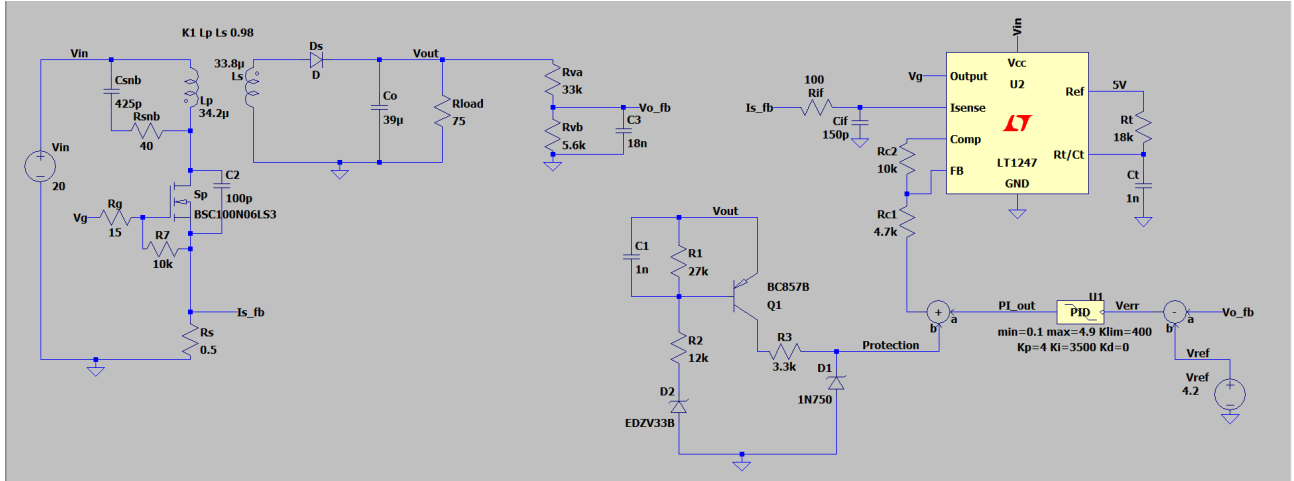 K1 Lp Ls 0.98
Vin
Csnb
425p
Rsnb
40
Lp
34.2µ
33.8µ
Ls
Ds
D
Vout
Co
39µ
Rload
75
Rva
33k
Rvb
5.6k
Vo_fb
C3
18n
Vin
20
Sp
C2
100p
BSC100N06LS3
Vg
Rg
15
R7
10k
Is_fb
Rs
0.5
Vout
C1
1n
R1
27k
BC857B
Q1
R2
12k
R3
3.3k
D2
EDZV33B
Protection
D1
1N750
Is_fb
100
Rif
Cif
150p
Vin
Vg
Vcc
Output
U2
Ref
Isense
Comp
Rt/Ct
FB
LT1247
GND
5V
Rt
18k
Ct
1n
Rc2
10k
Rc1
4.7k
+
a
b
PI_out
U1
PID
Verr
min=0.1 max=4.9 Klim=400
Kp=4 Ki=3500 Kd=0
-
a
b
Vo_fb
Vref
Vref
4.2